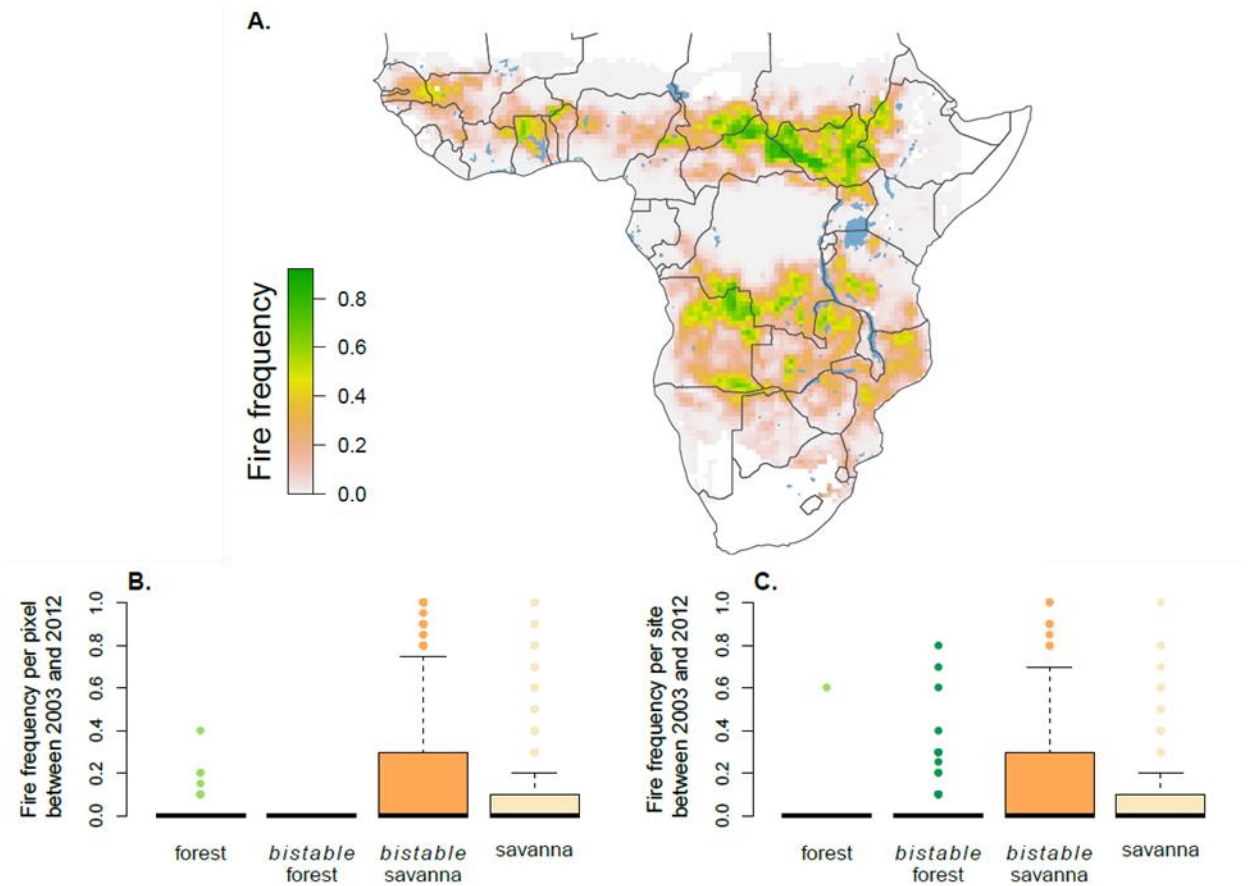 A.
Fire frequency
0.8
0.6
0.4
0.2
0.0
B.
Fire frequency per pixel
between 2003 and 2012
1.0
0.8
0.6
0.4
0.2
0.0
forest
bistable
forest
bistable
savanna
savanna
C.
Fire frequency per site
between 2003 and 2012
1.0
0.8
0.6
0.4
0.2
0.0
forest
bistable
forest
bistable
savanna
savanna